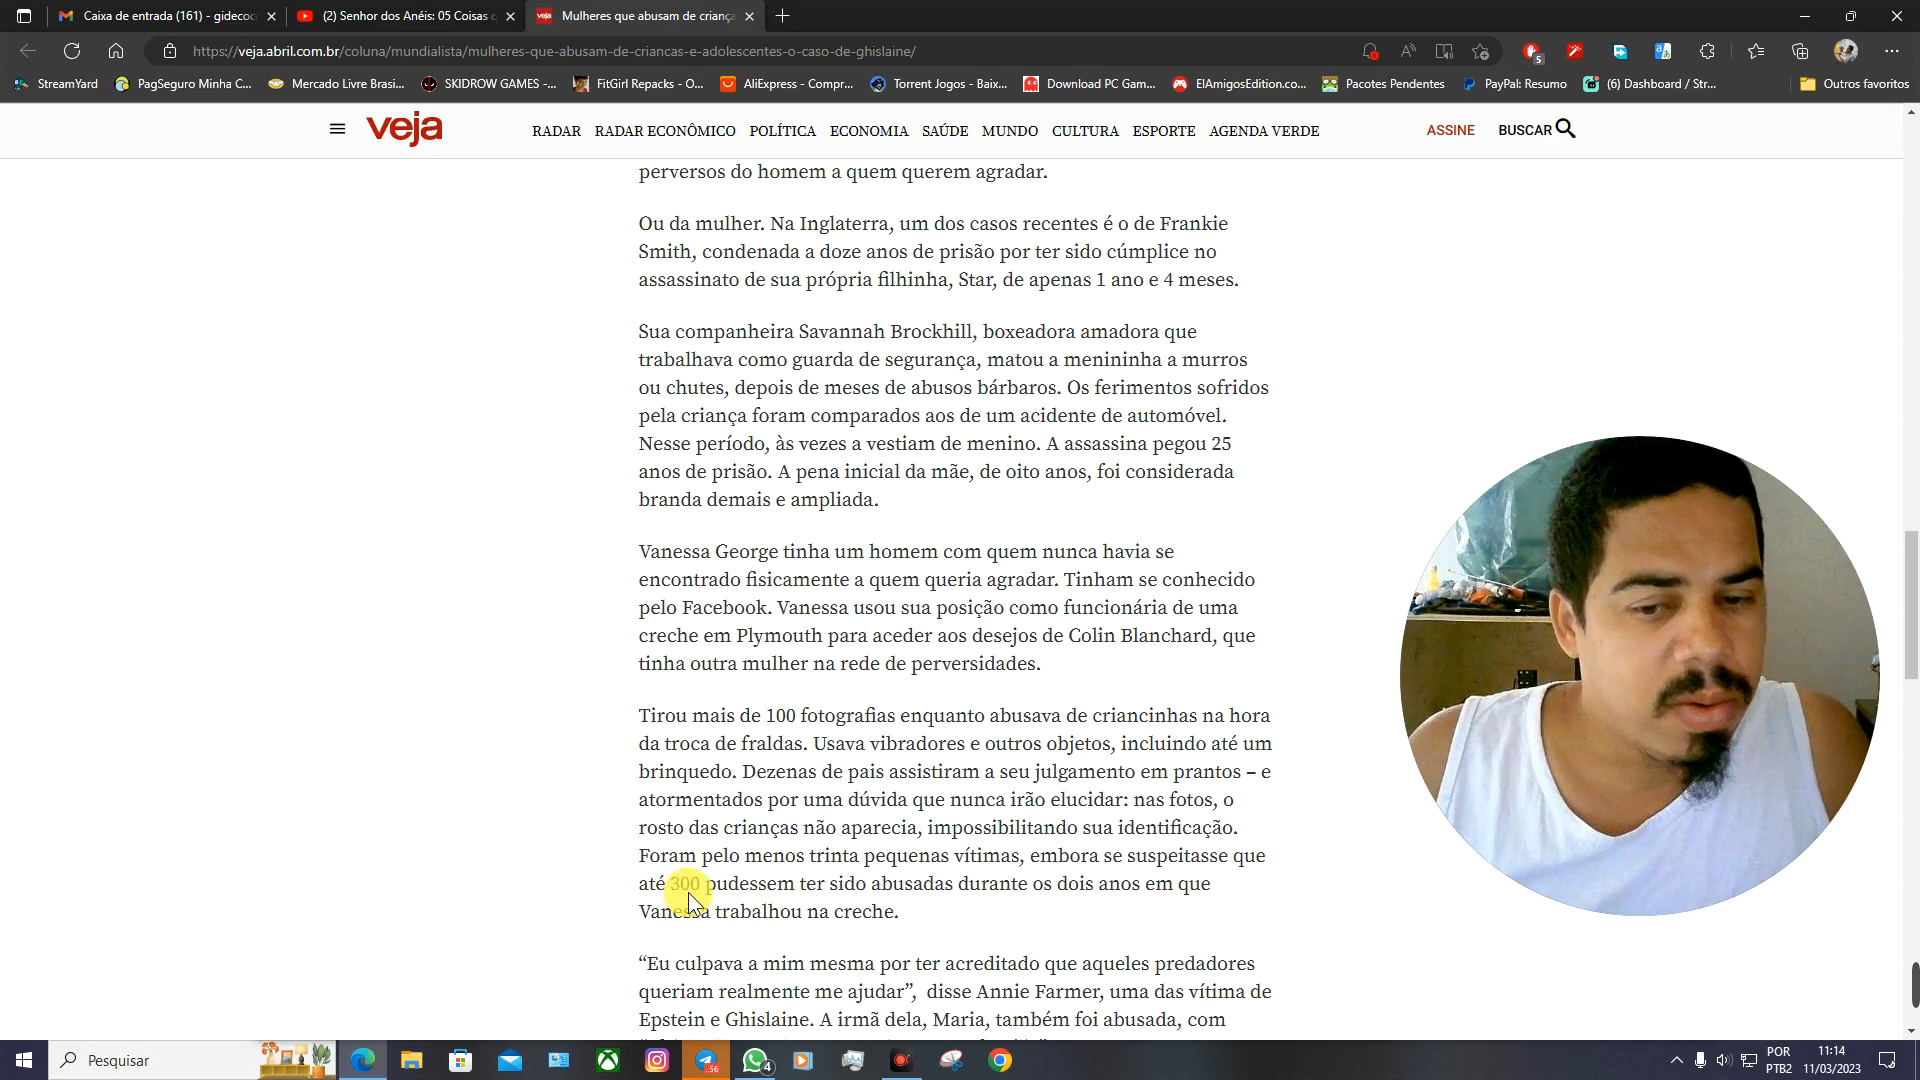 Caixa de entrada (161) - gidecoc
(2) Senhor dos Anéis: 05 Coisas q
Mulheres que abusam de crianç
https://veja.abril.com.br/coluna/mundialista/mulheres-que-abusam-de-criancas-e-adolescentes-o-caso-de-ghislaine/
5
StreamYard
PagSeguro Minha C...
Mercado Livre Brasi...
SKIDROW GAMES -...
FitGirl Repacks - O...
AliExpress - Compr...
Torrent Jogos - Baix...
Download PC Gam...
ElAmigosEdition.co...
Pacotes Pendentes
PayPal: Resumo
(6) Dashboard / Str...
Outros favoritos
veja
RADAR RADAR ECONÔMICO POLÍTICA ECONOMIA SAÚDE MUNDO CULTURA ESPORTE AGENDA VERDE
ASSINE
BUSCAR
perversos do homem a quem querem agradar.
Ou da mulher. Na Inglaterra, um dos casos recentes é o de Frankie
Smith, condenada a doze anos de prisão por ter sido cúmplice no
assassinato de sua própria filhinha, Star, de apenas 1 ano e 4 meses.
Sua companheira Savannah Brockhill, boxeadora amadora que
trabalhava como guarda de segurança, matou a menininha a murros
ou chutes, depois de meses de abusos bárbaros. Os ferimentos sofridos
pela criança foram comparados aos de um acidente de automóvel.
Nesse período, às vezes a vestiam de menino. A assassina pegou 25
anos de prisão. A pena inicial da mãe, de oito anos, foi considerada
branda demais e ampliada.
Vanessa George tinha um homem com quem nunca havia se
encontrado fisicamente a quem queria agradar. Tinham se conhecido
pelo Facebook. Vanessa usou sua posição como funcionária de uma
creche em Plymouth para aceder aos desejos de Colin Blanchard, que
tinha outra mulher na rede de perversidades.
Tirou mais de 100 fotografias enquanto abusava de criancinhas na hora
da troca de fraldas. Usava vibradores e outros objetos, incluindo até um
brinquedo. Dezenas de pais assistiram a seu julgamento em prantos – e
atormentados por uma dúvida que nunca irão elucidar: nas fotos, o
rosto das crianças não aparecia, impossibilitando sua identificação.
Foram pelo menos trinta pequenas vítimas, embora se suspeitasse que
até 300 pudessem ter sido abusadas durante os dois anos em que
Vanessa trabalhou na creche.
“Eu culpava a mim mesma por ter acreditado que aqueles predadores
queriam realmente me ajudar”, disse Annie Farmer, uma das vítima de
Epstein e Ghislaine. A irmã dela, Maria, também foi abusada, com
Pesquisar
56
4
POR
PTB2
11:14
11/03/2023